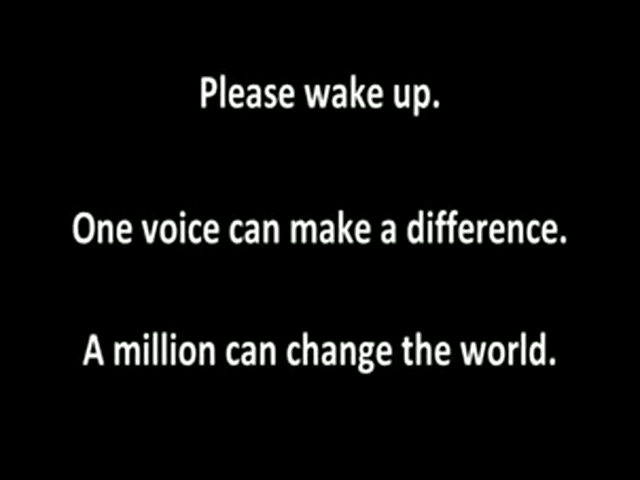 Please wake up.
One voice can make a difference.
A million can change the world.